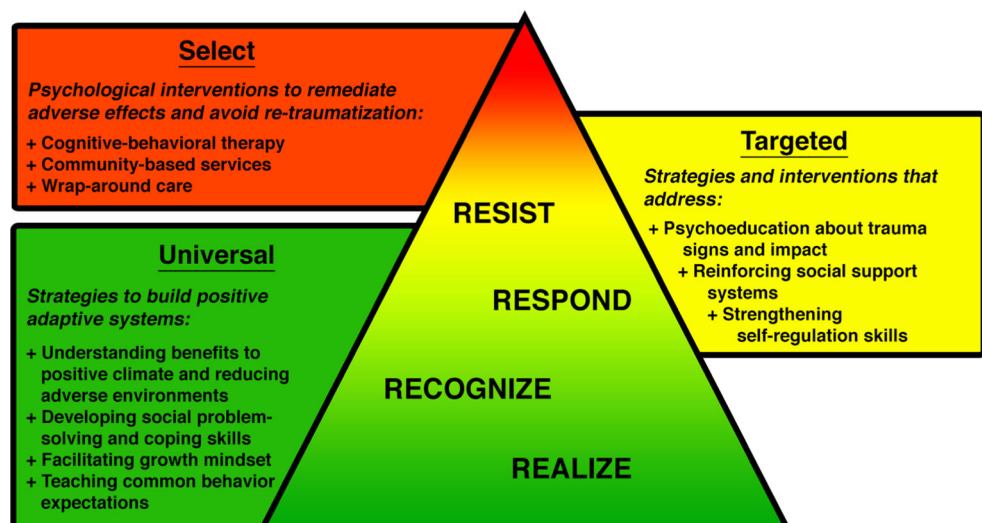 Select
Psychological interventions to remediate
adverse effects and avoid re-traumatization:
+ Cognitive-behavioral therapy
+ Community-based services
+ Wrap-around care
Universal
Strategies to build positive
adaptive systems:
+ Understanding benefits to
positive climate and reducing
adverse environments
+ Developing social problem-
solving and coping skills
+ Facilitating growth mindset
+ Teaching common behavior
expectations
RESIST
RESPOND
RECOGNIZE
REALIZE
Targeted
Strategies and interventions that
address:
+ Psychoeducation about trauma
signs and impact
+ Reinforcing social support
systems
+ Strengthening
self-regulation skills